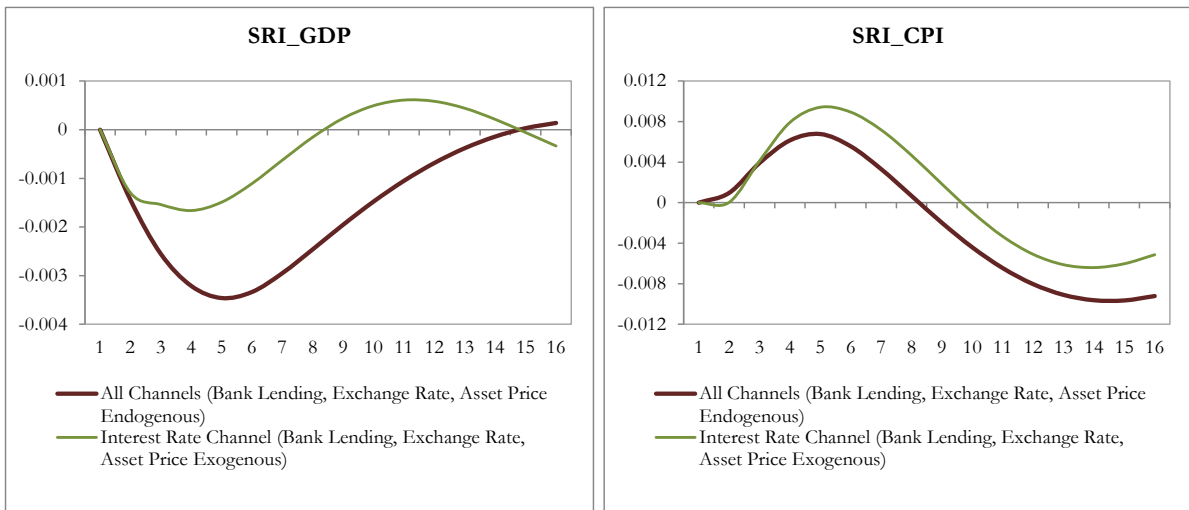 SRI_GDP
0.001
0
-0.001
-0.002
-0.003
-0.004
1 2 3 4 5 6 7 8 9 10 11 12 13 14 15 16
All Channels (Bank Lending, Exchange Rate, Asset Price
Endogenous)
Interest Rate Channel (Bank Lending, Exchange Rate,
Asset Price Exogenous)
SRI_CPI
0.012
0.008
0.004
0
-0.004
-0.008
-0.012
1 2 3 4 5 6 7 8 9 10 11 12 13 14 15 16
All Channels (Bank Lending, Exchange Rate, Asset Price
Endogenous)
Interest Rate Channel (Bank Lending, Exchange Rate,
Asset Price Exogenous)